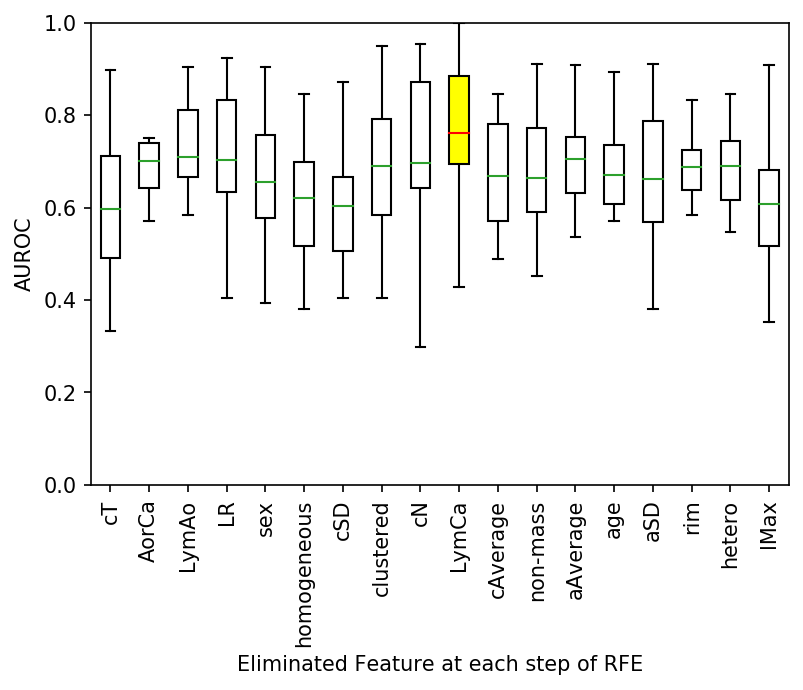 AUROC
1.0
0.8
0.6
0.4
0.2
0.0
cT
AorCa
LymAo
LR
sex
homogeneous
cSD
clustered
cN
LymCa
cAverage
non-mass
aAverage
age
aSD
rim
hetero
lMax
Eliminated Feature at each step of RFE